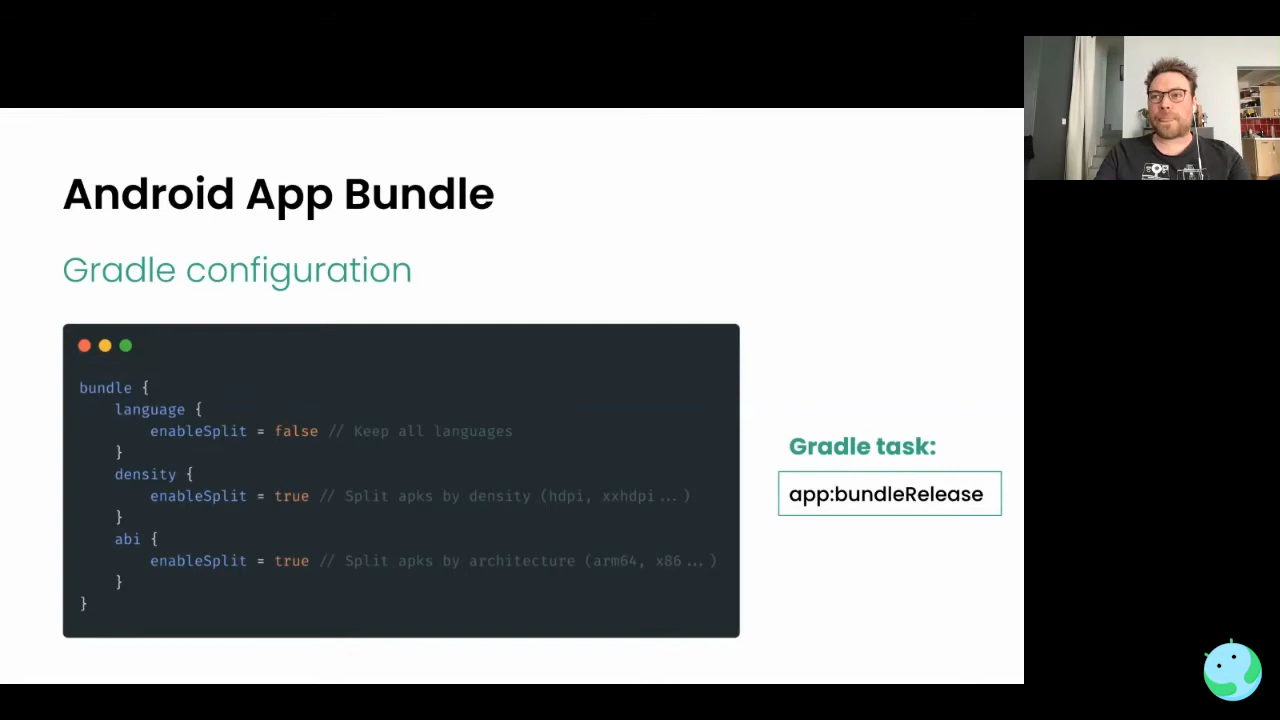 Android App Bundle
Gradle configuration
bundle {
    language {
        enableSplit = false // Keep all languages
    }
    density {
        enableSplit = true // Split apks by density (hdpi, xxhdpi...)
    }
    abi {
        enableSplit = true // Split apks by architecture (arm64, x86...)
    }
}
Gradle task:
app:bundleRelease